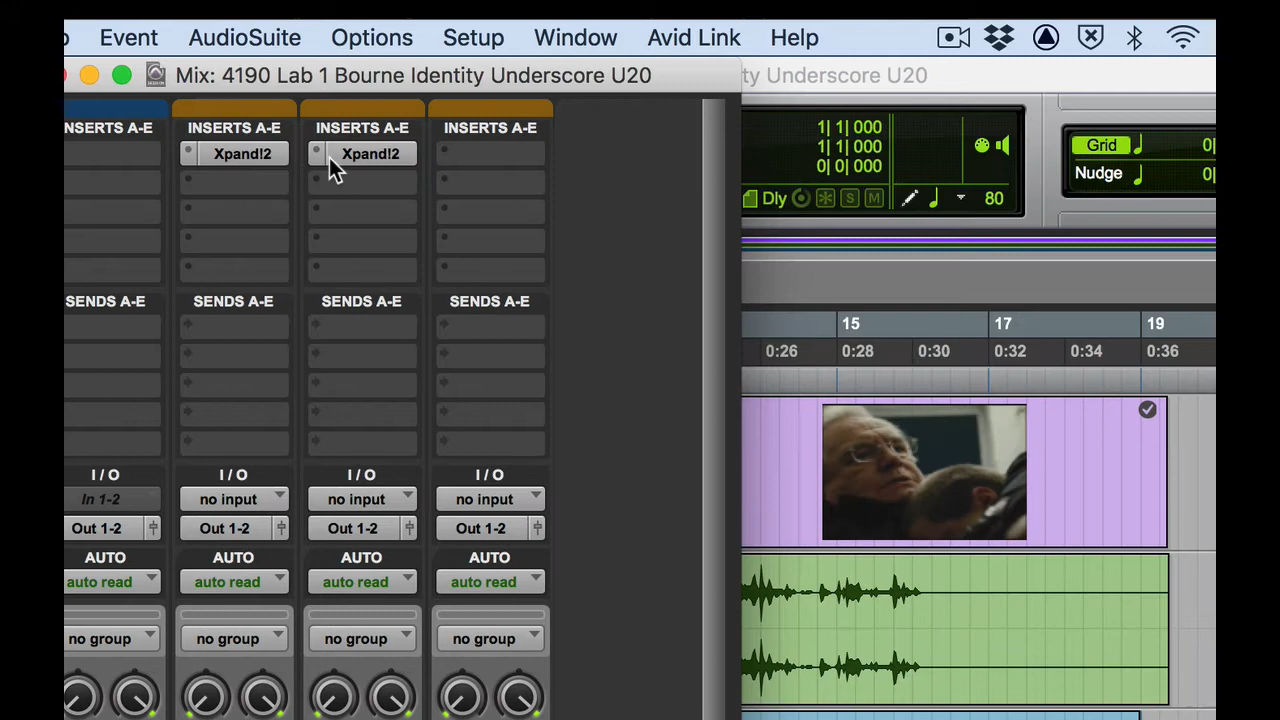 Event AudioSuite Options Setup Window Avid Link Help
Mix: 4190 Lab 1 Bourne Identity Underscore U20
ty Underscore U20
INSERTS A-E INSERTS A-E INSERTS A-E
Xpand!2 Xpand!2
SENDS A-E SENDS A-E SENDS A-E SENDS A-E
I / O I / O I / O I / O
In 1-2 no input no input no input
Out 1-2 Out 1-2 Out 1-2 Out 1-2
AUTO AUTO AUTO AUTO
auto read auto read auto read auto read
no group no group no group no group
1| 1| 000
1| 1| 000
0| 0| 000
Dly S M 80
Grid 0|
Nudge 0|
15 17 19
0:26 0:28 0:30 0:32 0:34 0:36